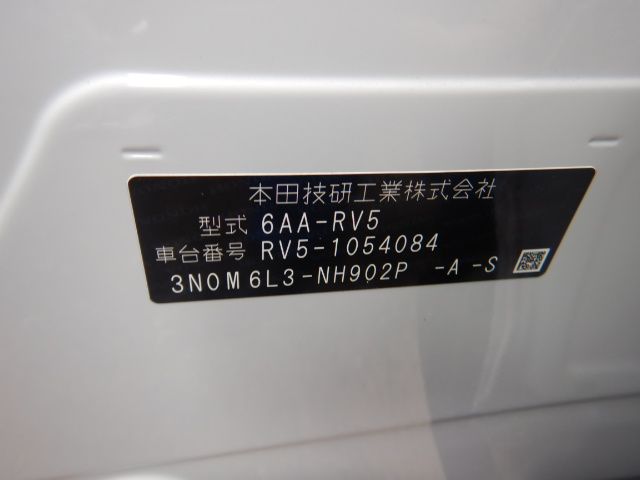 本田技研工業株式会社
型式 6AA-RV5
車台番号 RV5-1054084
3N0M6L3-NH902P -A -S